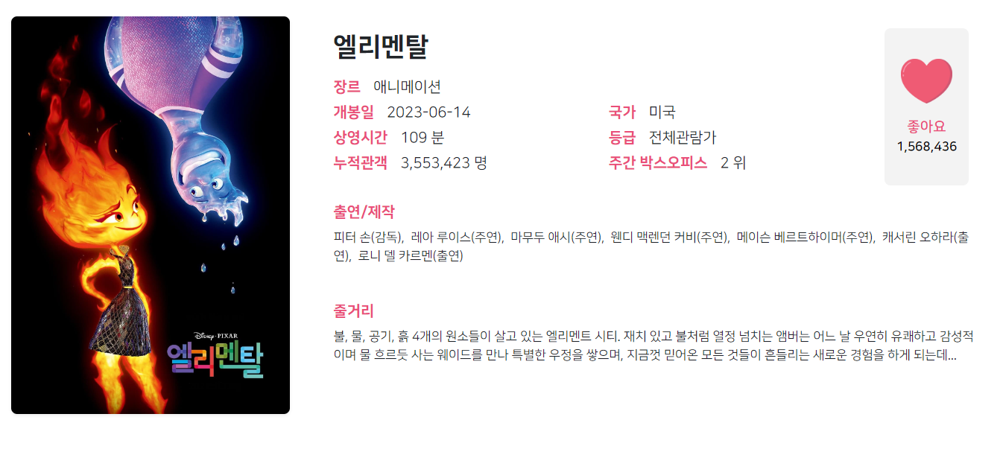 엘리멘탈
장르 애니메이션
개봉일 2023-06-14 국가 미국
상영시간 109 분 등급 전체관람가
누적관객 3,553,423 명 주간 박스오피스 2 위
좋아요
1,568,436
출연/제작
피터 손(감독), 레아 루이스(주연), 마무두 애시(주연), 웬디 맥렌던 커비(주연), 메이슨 베르트하이머(주연), 캐서린 오하라(출
연), 로니 델 카르멘(출연)
줄거리
불, 물, 공기, 흙 4개의 원소들이 살고 있는 엘리멘트 시티. 재치 있고 불처럼 열정 넘치는 앰버는 어느 날 우연히 유쾌하고 감성적
이며 물 흐르듯 사는 웨이드를 만나 특별한 우정을 쌓으며, 지금껏 믿어온 모든 것들이 흔들리는 새로운 경험을 하게 되는데...
Disney · PIXAR
엘리멘탈